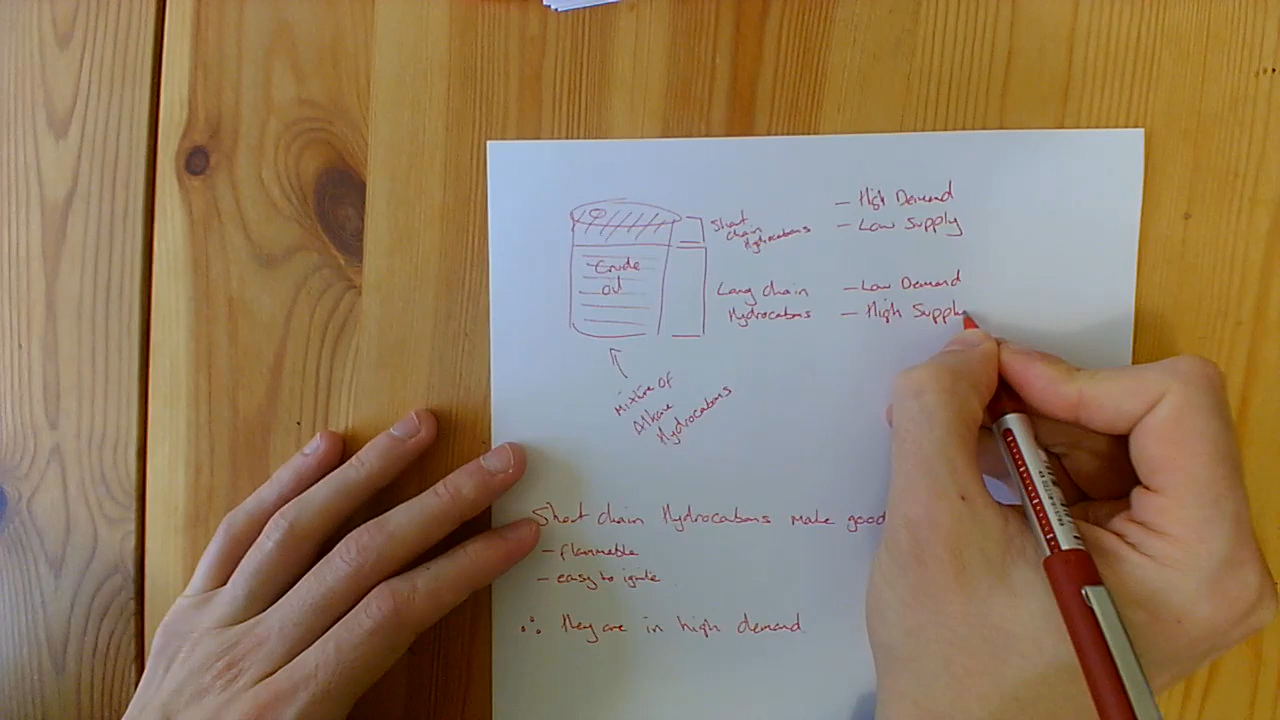 - High Demand
- Low Supply
Short
chain
Hydrocarbons
Crude
Oil
Long chain
Hydrocarbons
- Low Demand
- High Supply
Mixture Of
Alkane
Hydrocarbons
Short chain Hydrocarbons make good
- flammable
- easy to ignite
∴ they are in high demand